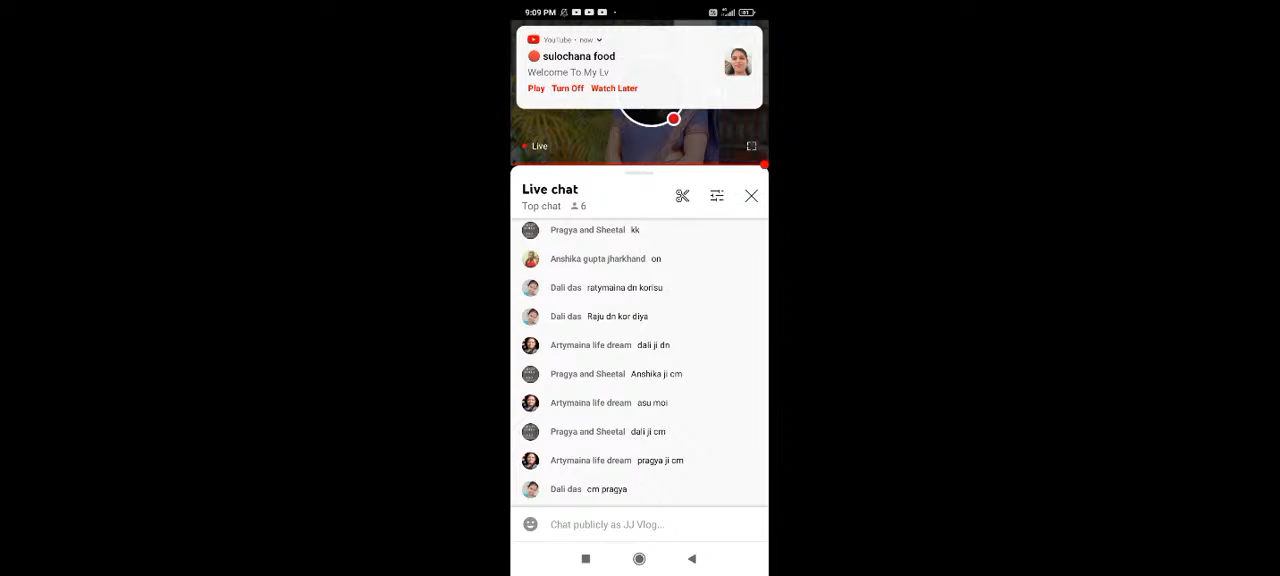 9:09 PM
YouTube • now
sulochana food
Welcome To My Lv
Play Turn Off Watch Later
Live
Live chat
Top chat 6
Pragya and Sheetal kk
Anshika gupta jharkhand on
Dali das ratymaina dn korisu
Dali das Raju dn kor diya
Artymaina life dream dali ji dn
Pragya and Sheetal Anshika ji cm
Artymaina life dream asu moi
Pragya and Sheetal dali ji cm
Artymaina life dream pragya ji cm
Dali das cm pragya
Chat publicly as JJ Vlog...